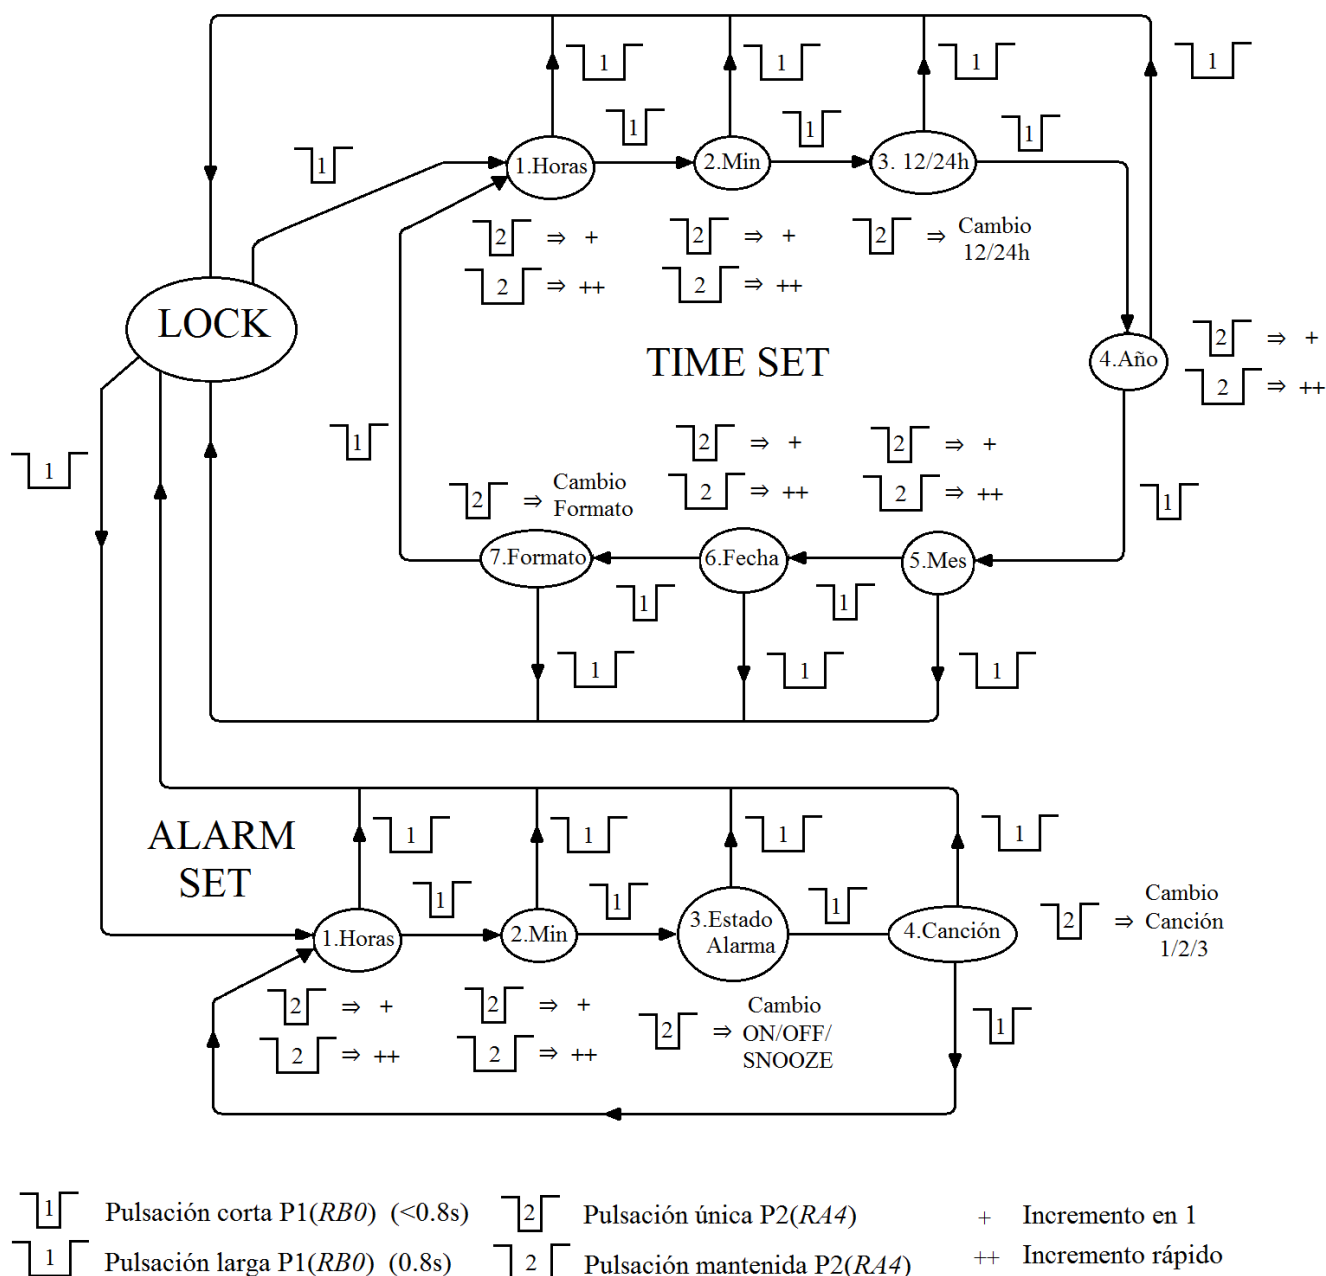 1 1 1 1
1 1 1
1
1.Horas 2.Min 3. 12/24h
2 ⇒ + 2 ⇒ + 2 ⇒ Cambio
12/24h
2 ⇒ ++ 2 ⇒ ++
LOCK
TIME SET
4.Año
2 ⇒ +
2 ⇒ ++
1
1
2 ⇒ + 2 ⇒ +
2 ⇒ ++ 2 ⇒ ++
2 ⇒ Cambio
Formato
1
7.Formato 6.Fecha 5.Mes
1 1
1 1 1
ALARM
SET
1 1 1 1
1 1 1
1.Horas 2.Min 3.Estado
Alarma
4.Canción
2 ⇒ Cambio
Canción
1/2/3
2 ⇒ + 2 ⇒ +
2 ⇒ ++ 2 ⇒ ++
2 ⇒ Cambio
ON/OFF/
SNOOZE
1
1 Pulsación corta P1(RB0) (<0.8s) 2 Pulsación única P2(RA4) + Incremento en 1
1 Pulsación larga P1(RB0) (0.8s) 2 Pulsación mantenida P2(RA4) ++ Incremento rápido